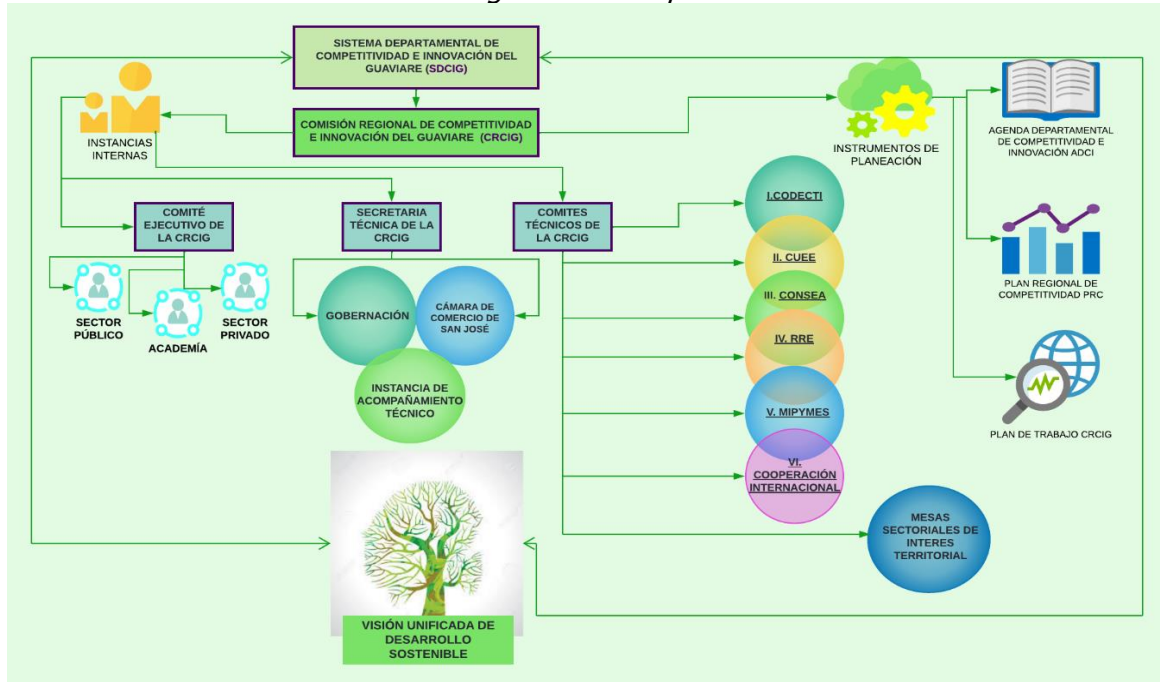 SISTEMA DEPARTAMENTAL DE
COMPETITIVIDAD E INNOVACIÓN DEL
GUAVIARE (SDCIG)
COMISIÓN REGIONAL DE COMPETITIVIDAD
E INNOVACIÓN DEL GUAVIARE (CRCIG)
INSTANCIAS
INTERNAS
INSTRUMENTOS DE
PLANEACIÓN
AGENDA DEPARTAMENTAL
DE COMPETITIVIDAD E
INNOVACIÓN ADCI
PLAN REGIONAL DE
COMPETITIVIDAD PRC
PLAN DE TRABAJO CRCIG
COMITÉ
EJECUTIVO DE
LA CRCIG
SECTOR
PÚBLICO
ACADEMÍA
SECTOR
PRIVADO
SECRETARIA
TÉCNICA DE LA
CRCIG
GOBERNACIÓN
CÁMARA DE
COMERCIO DE
SAN JOSÉ
INSTANCIA DE
ACOMPAÑAMIENTO
TÉCNICO
COMITES
TÉCNICOS DE
LA CRCIG
I.CODECTI
II. CUEE
III. CONSEA
IV. RRE
V. MIPYMES
VI.
COOPERACIÓN
INTERNACIONAL
MESAS
SECTORIALES DE
INTERES
TERRITORIAL
VISIÓN UNIFICADA DE
DESARROLLO
SOSTENIBLE